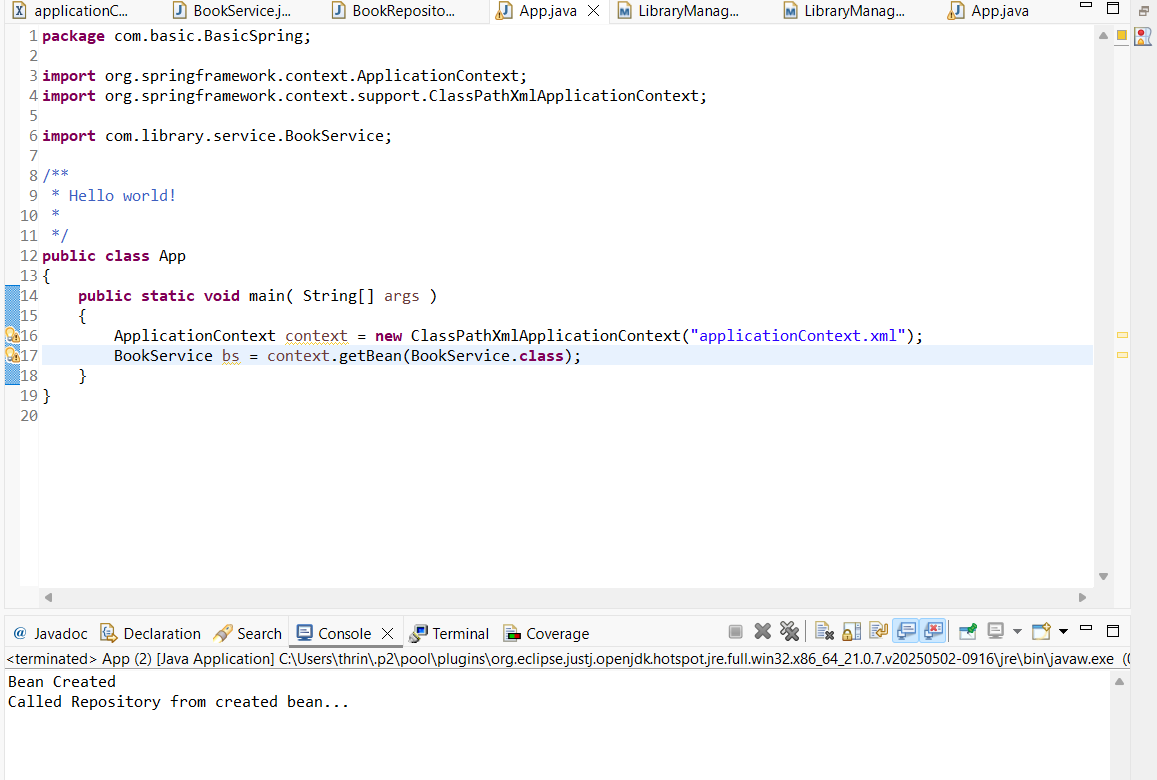 applicationC... BookService.j... BookReposito... App.java LibraryManag... LibraryManag... App.java
1 package com.basic.BasicSpring;
2
3 import org.springframework.context.ApplicationContext;
4 import org.springframework.context.support.ClassPathXmlApplicationContext;
5
6 import com.library.service.BookService;
7
8 /**
9  * Hello world!
10  *
11  */
12 public class App
13 {
14     public static void main( String[] args )
15     {
16         ApplicationContext context = new ClassPathXmlApplicationContext("applicationContext.xml");
17         BookService bs = context.getBean(BookService.class);
18     }
19 }
20
@ Javadoc Declaration Search Console Terminal Coverage
<terminated> App (2) [Java Application] C:\Users\thrin\.p2\pool\plugins\org.eclipse.justj.openjdk.hotspot.jre.full.win32.x86_64_21.0.7.v20250502-0916\jre\bin\javaw.exe
Bean Created
Called Repository from created bean...